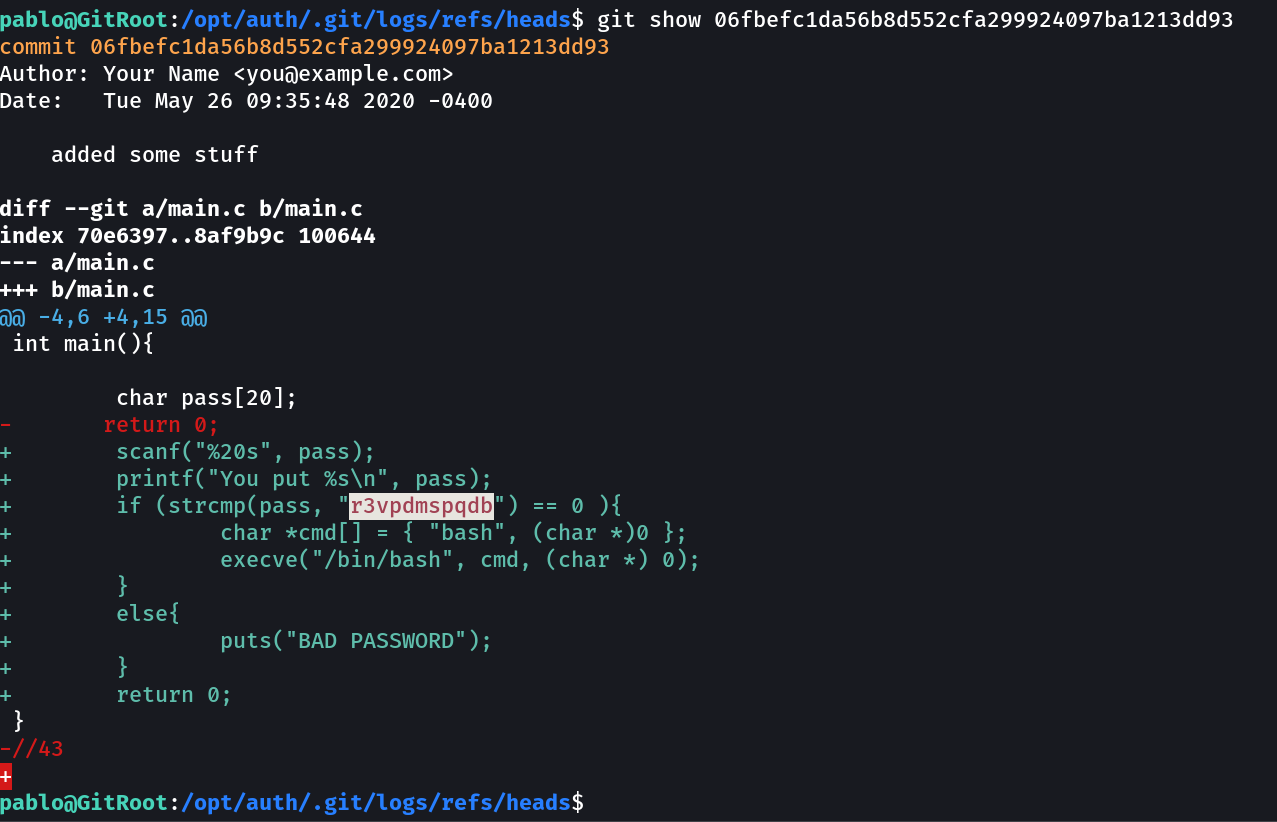 pablo@GitRoot:/opt/auth/.git/logs/refs/heads$ git show 06fbefc1da56b8d552cfa299924097ba1213dd93
commit 06fbefc1da56b8d552cfa299924097ba1213dd93
Author: Your Name <you@example.com>
Date:   Tue May 26 09:35:48 2020 -0400

    added some stuff

diff --git a/main.c b/main.c
index 70e6397..8af9b9c 100644
--- a/main.c
+++ b/main.c
@@ -4,6 +4,15 @@
 int main(){

         char pass[20];
-       return 0;
+        scanf("%20s", pass);
+        printf("You put %s\n", pass);
+        if (strcmp(pass, "r3vpdmspqdb") == 0 ){
+                char *cmd[] = { "bash", (char *)0 };
+                execve("/bin/bash", cmd, (char *) 0);
+        }
+        else{
+                puts("BAD PASSWORD");
+        }
+        return 0;
 }
-//43
+
pablo@GitRoot:/opt/auth/.git/logs/refs/heads$